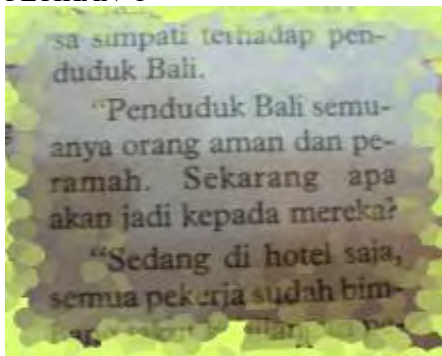 sa simpati terhadap pen-
duduk Bali.
"Penduduk Bali semu-
anya orang aman dan pe-
ramah. Sekarang apa
akan jadi kepada mereka?
"Sedang di hotel saja,
semua pekerja sudah bim-